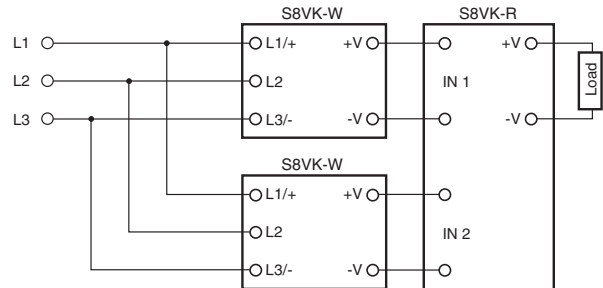 S8VK-W S8VK-R
L1 L1/+ +V +V
L2 L2 IN 1 Load
L3 L3/- -V -V
S8VK-W
L1/+ +V
L2 IN 2
L3/- -V